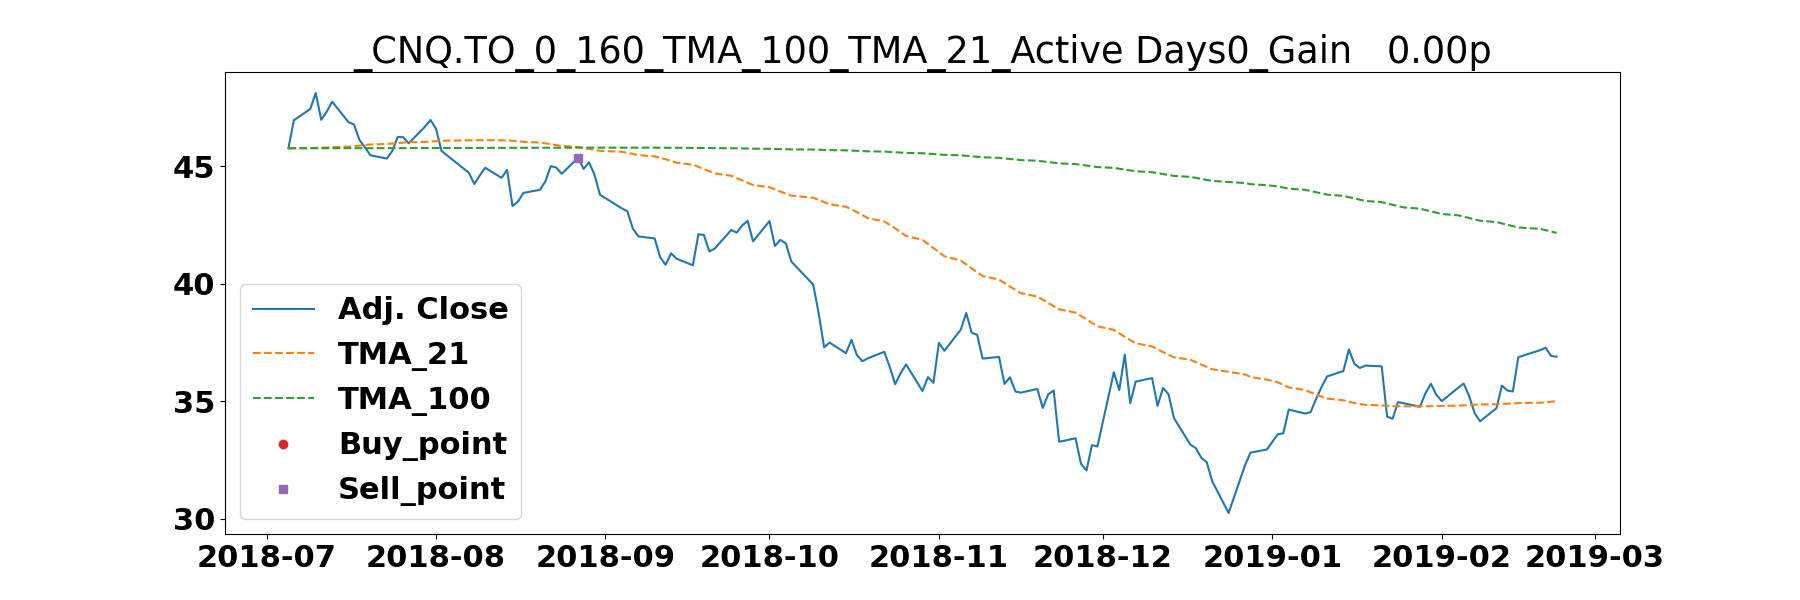 _CNQ.TO_0_160_TMA_100_TMA_21_Active Days0_Gain   0.00p
45
40
35
30
Adj. Close
TMA_21
TMA_100
Buy_point
Sell_point
2018-07 2018-08 2018-09 2018-10 2018-11 2018-12 2019-01 2019-02 2019-03